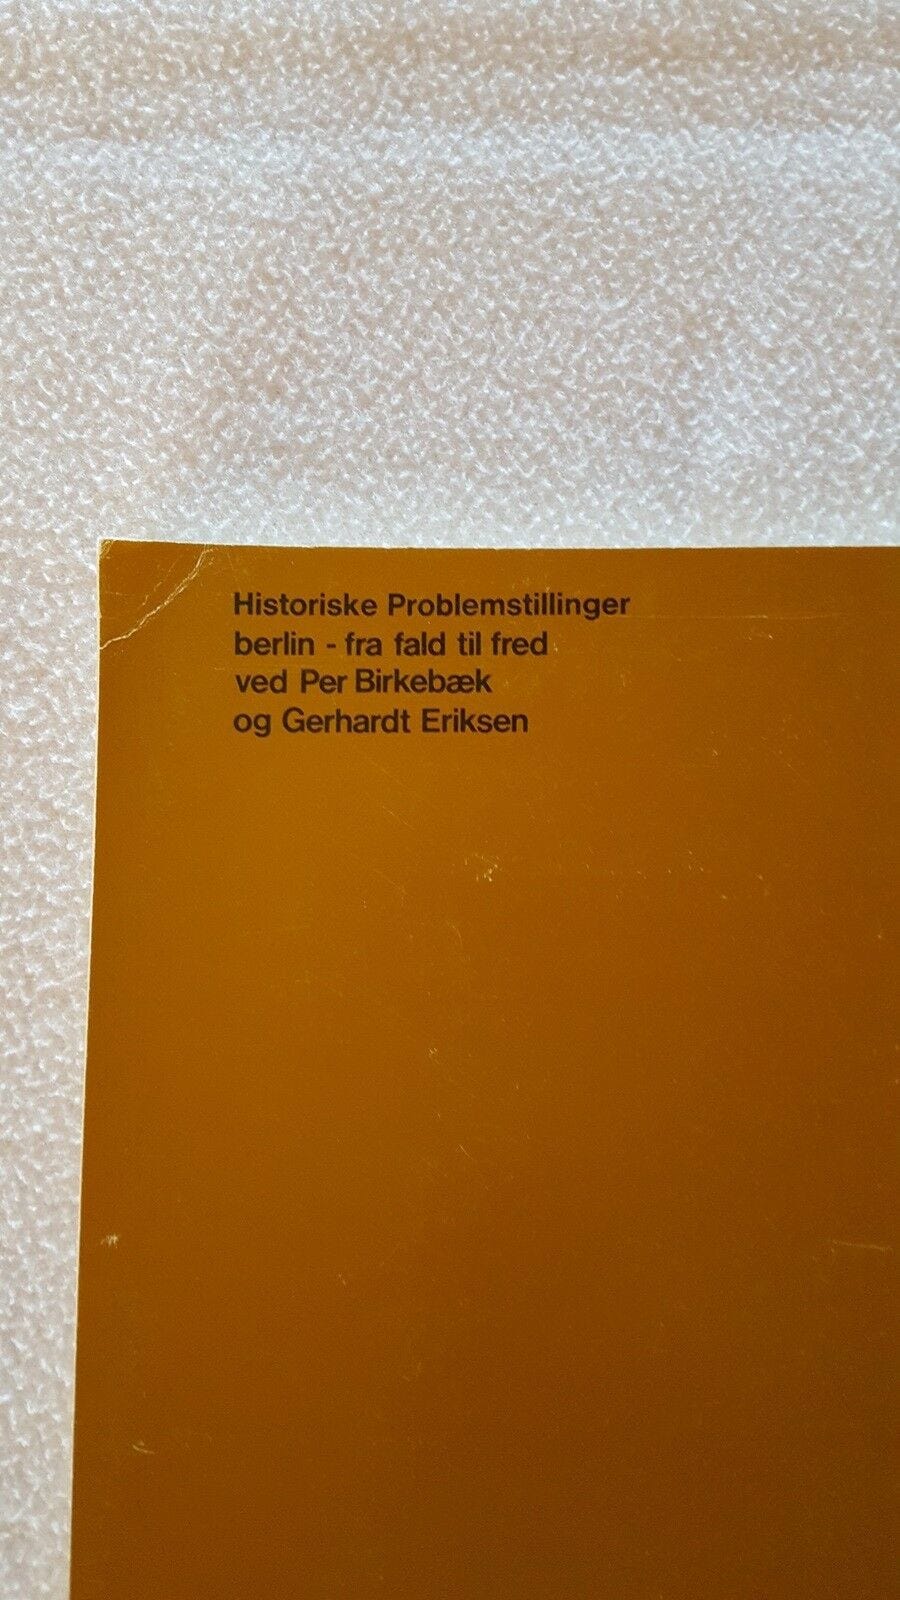 Historiske Problemstillinger
berlin - fra fald til fred
ved Per Birkebæk
og Gerhardt Eriksen